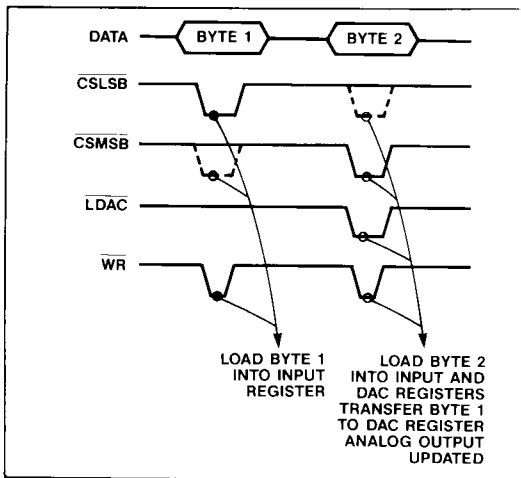 DATA
BYTE 1
BYTE 2
CSLSB
CSMSB
LDAC
WR
LOAD BYTE 1
INTO INPUT
REGISTER
LOAD BYTE 2
INTO INPUT AND
DAC REGISTERS
TRANSFER BYTE 1
TO DAC REGISTER
ANALOG OUTPUT
UPDATED